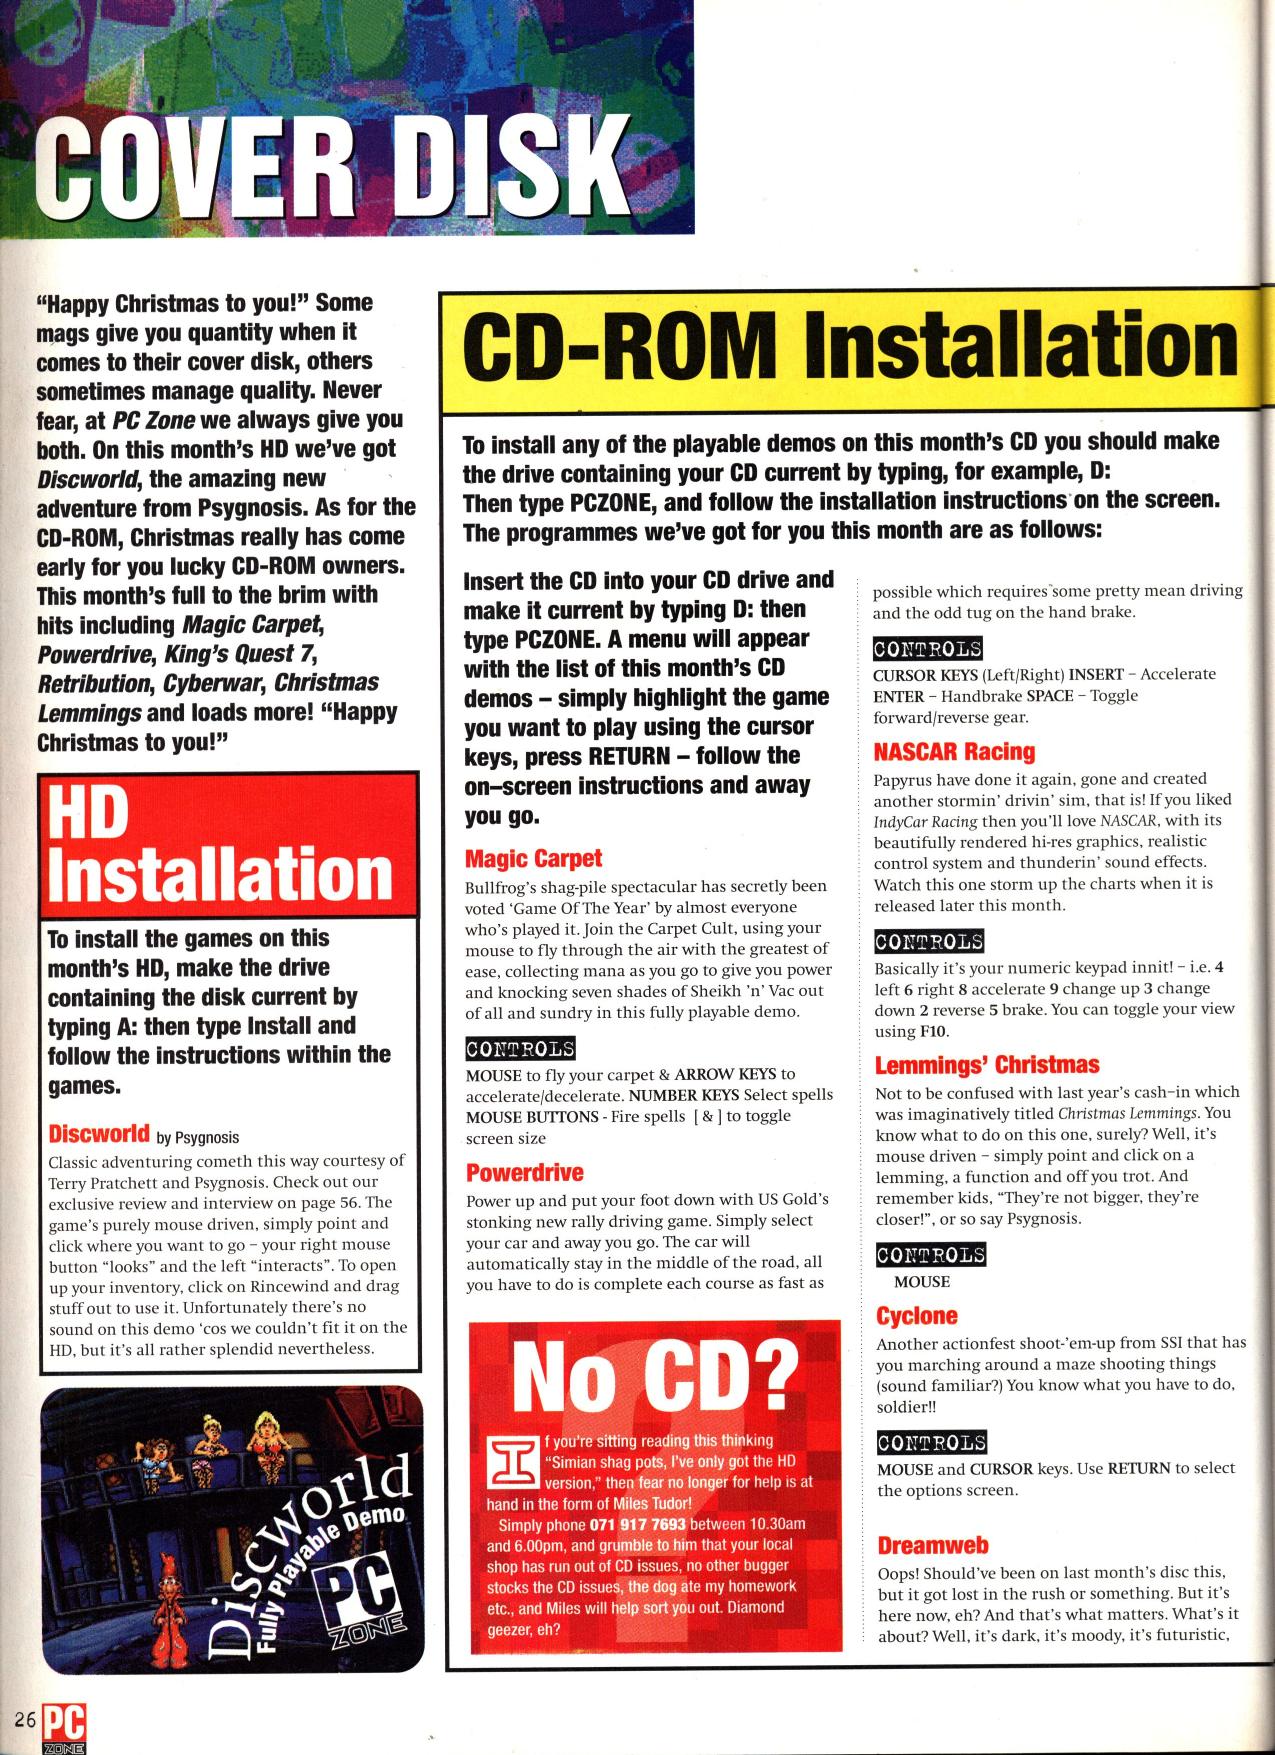 COVER DISK
“Happy Christmas to you!” Some
mags give you quantity when it
comes to their cover disk, others
sometimes manage quality. Never
fear, at PC Zone we always give you
both. On this month’s HD we’ve got
Discworld, the amazing new
adventure from Psygnosis. As for the
CD-ROM, Christmas really has come
early for you lucky CD-ROM owners.
This month’s full to the brim with
hits including Magic Carpet,
Powerdrive, King’s Quest 7,
Retribution, Cyberwar, Christmas
Lemmings and loads more! “Happy
Christmas to you!”
HD
Installation
To install the games on this
month’s HD, make the drive
containing the disk current by
typing A: then type Install and
follow the instructions within the
games.
Discworld by Psygnosis
Classic adventuring cometh this way courtesy of
Terry Pratchett and Psygnosis. Check out our
exclusive review and interview on page 56. The
game’s purely mouse driven, simply point and
click where you want to go – your right mouse
button “looks” and the left “interacts”. To open
up your inventory, click on Rincewind and drag
stuff out to use it. Unfortunately there’s no
sound on this demo ‘cos we couldn’t fit it on the
HD, but it’s all rather splendid nevertheless.
Discworld
Fully Playable Demo
PC
ZONE
CD-ROM Installation
To install any of the playable demos on this month’s CD you should make
the drive containing your CD current by typing, for example, D:
Then type PCZONE, and follow the installation instructions on the screen.
The programmes we’ve got for you this month are as follows:
Insert the CD into your CD drive and
make it current by typing D: then
type PCZONE. A menu will appear
with the list of this month’s CD
demos – simply highlight the game
you want to play using the cursor
keys, press RETURN – follow the
on–screen instructions and away
you go.
Magic Carpet
Bullfrog’s shag-pile spectacular has secretly been
voted ‘Game Of The Year’ by almost everyone
who’s played it. Join the Carpet Cult, using your
mouse to fly through the air with the greatest of
ease, collecting mana as you go to give you power
and knocking seven shades of Sheikh ’n’ Vac out
of all and sundry in this fully playable demo.
CONTROLS
MOUSE to fly your carpet & ARROW KEYS to
accelerate/decelerate. NUMBER KEYS Select spells
MOUSE BUTTONS - Fire spells [ & ] to toggle
screen size
Powerdrive
Power up and put your foot down with US Gold’s
stonking new rally driving game. Simply select
your car and away you go. The car will
automatically stay in the middle of the road, all
you have to do is complete each course as fast as
No CD?
If you’re sitting reading this thinking
“Simian shag pots, I’ve only got the HD
version,” then fear no longer for help is at
hand in the form of Miles Tudor!
Simply phone 071 917 7693 between 10.30am
and 6.00pm, and grumble to him that your local
shop has run out of CD issues, no other bugger
stocks the CD issues, the dog ate my homework
etc., and Miles will help sort you out. Diamond
geezer, eh?
possible which requires some pretty mean driving
and the odd tug on the hand brake.
CONTROLS
CURSOR KEYS (Left/Right) INSERT – Accelerate
ENTER – Handbrake SPACE – Toggle
forward/reverse gear.
NASCAR Racing
Papyrus have done it again, gone and created
another stormin’ drivin’ sim, that is! If you liked
IndyCar Racing then you’ll love NASCAR, with its
beautifully rendered hi-res graphics, realistic
control system and thunderin’ sound effects.
Watch this one storm up the charts when it is
released later this month.
CONTROLS
Basically it’s your numeric keypad innit! – i.e. 4
left 6 right 8 accelerate 9 change up 3 change
down 2 reverse 5 brake. You can toggle your view
using F10.
Lemmings’ Christmas
Not to be confused with last year’s cash–in which
was imaginatively titled Christmas Lemmings. You
know what to do on this one, surely? Well, it’s
mouse driven – simply point and click on a
lemming, a function and off you trot. And
remember kids, “They’re not bigger, they’re
closer!”, or so say Psygnosis.
CONTROLS
MOUSE
Cyclone
Another actionfest shoot-’em-up from SSI that has
you marching around a maze shooting things
(sound familiar?) You know what you have to do,
soldier!!
CONTROLS
MOUSE and CURSOR keys. Use RETURN to select
the options screen.
Dreamweb
Oops! Should’ve been on last month’s disc this,
but it got lost in the rush or something. But it’s
here now, eh? And that’s what matters. What’s it
about? Well, it’s dark, it’s moody, it’s futuristic,
26 PC
ZONE